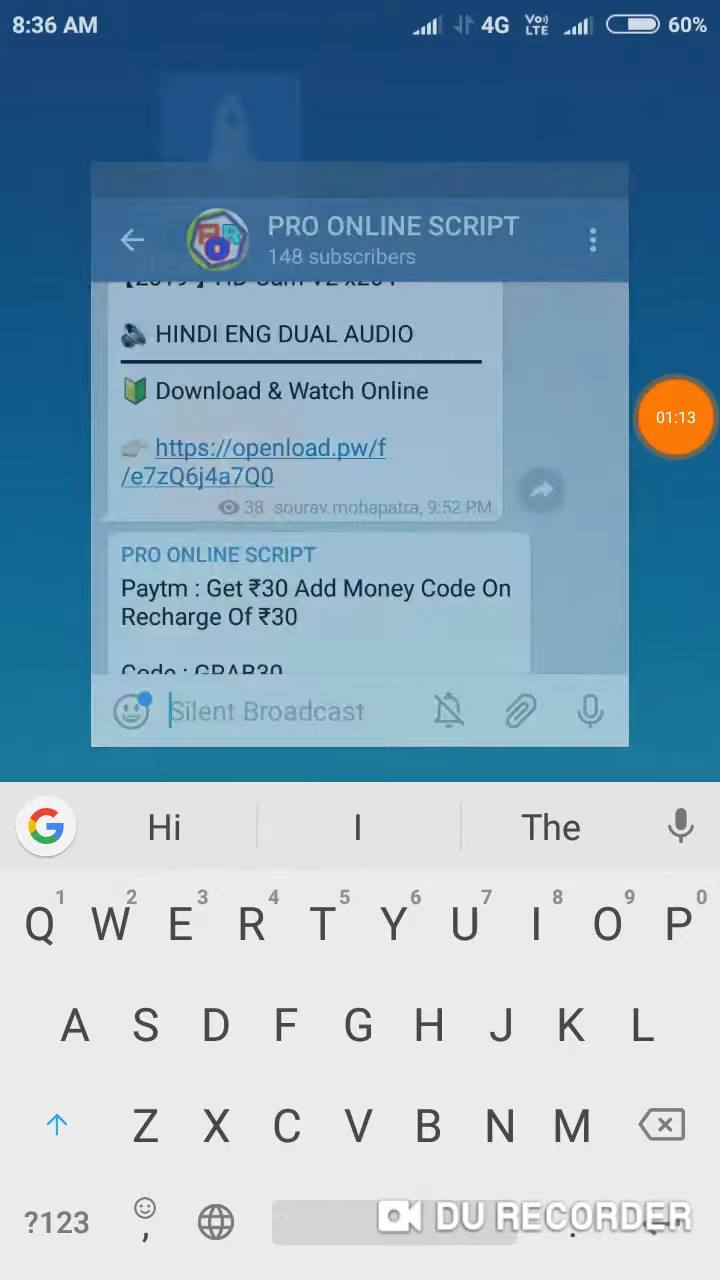 8:36 AM
4G
Vo))
LTE
60%
PRO ONLINE SCRIPT
148 subscribers
HINDI ENG DUAL AUDIO
Download & Watch Online
https://openload.pw/f
/e7zQ6j4a7Q0
38 sourav.mohapatra, 9:52 PM
01:13
PRO ONLINE SCRIPT
Paytm : Get ₹30 Add Money Code On
Recharge Of ₹30
Code : GRAB30
Silent Broadcast
Hi I The
1 2 3 4 5 6 7 8 9 0
Q W E R T Y U I O P
A S D F G H J K L
Z X C V B N M
?123 , .
DU RECORDER